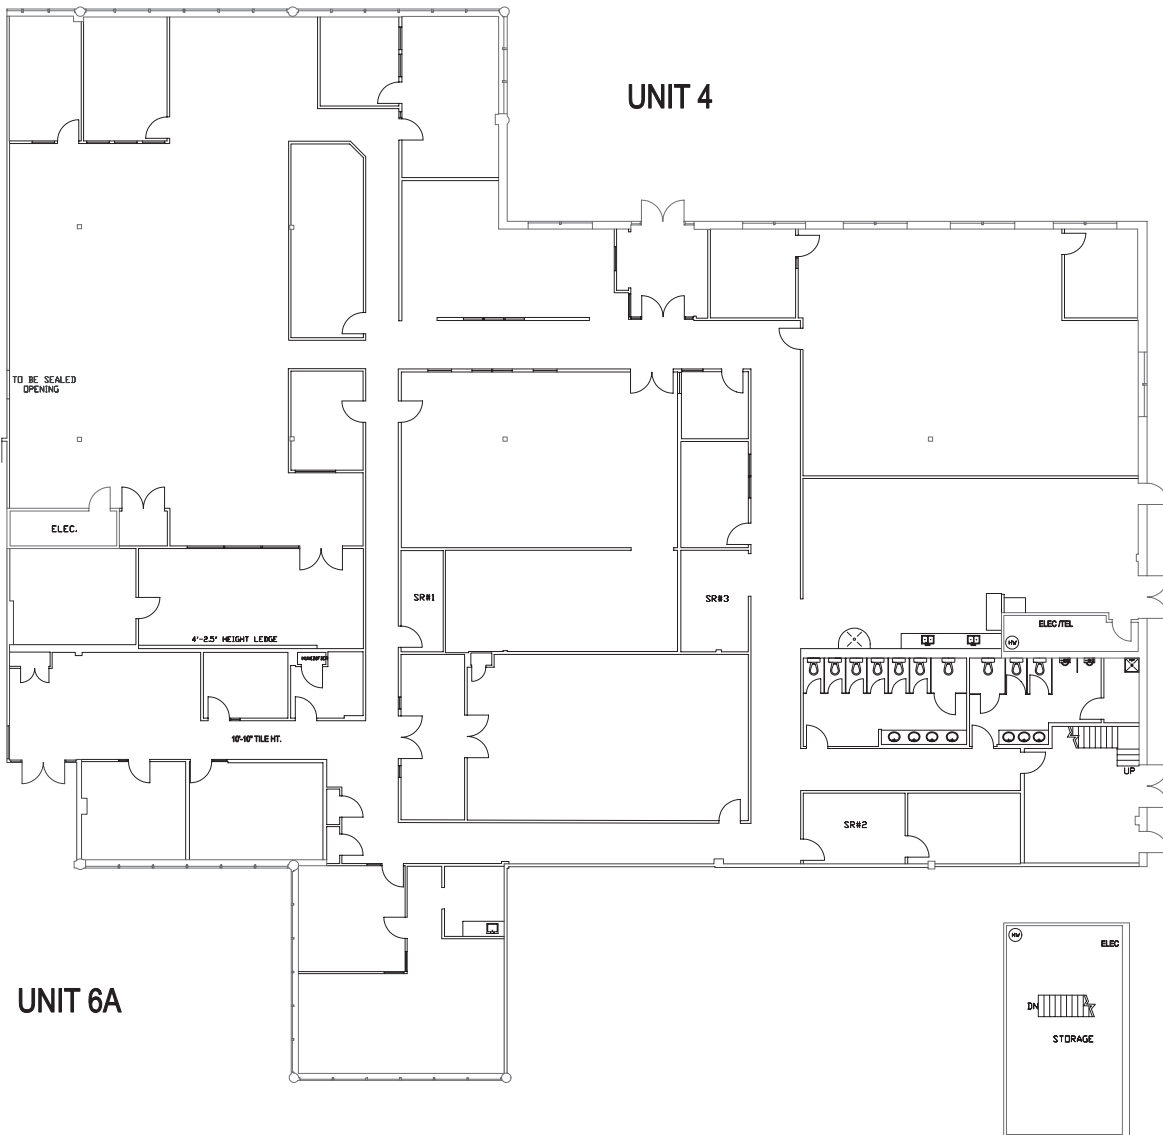 UNIT 4
TO BE SEALED
OPENING
ELEC.
SR#1
SR#3
ELEC/TEL
HW
4'-2.5" HEIGHT LEDGE
10'-10" TILE HT.
UP
SR#2
HW
ELEC
UNIT 6A
DN
STORAGE